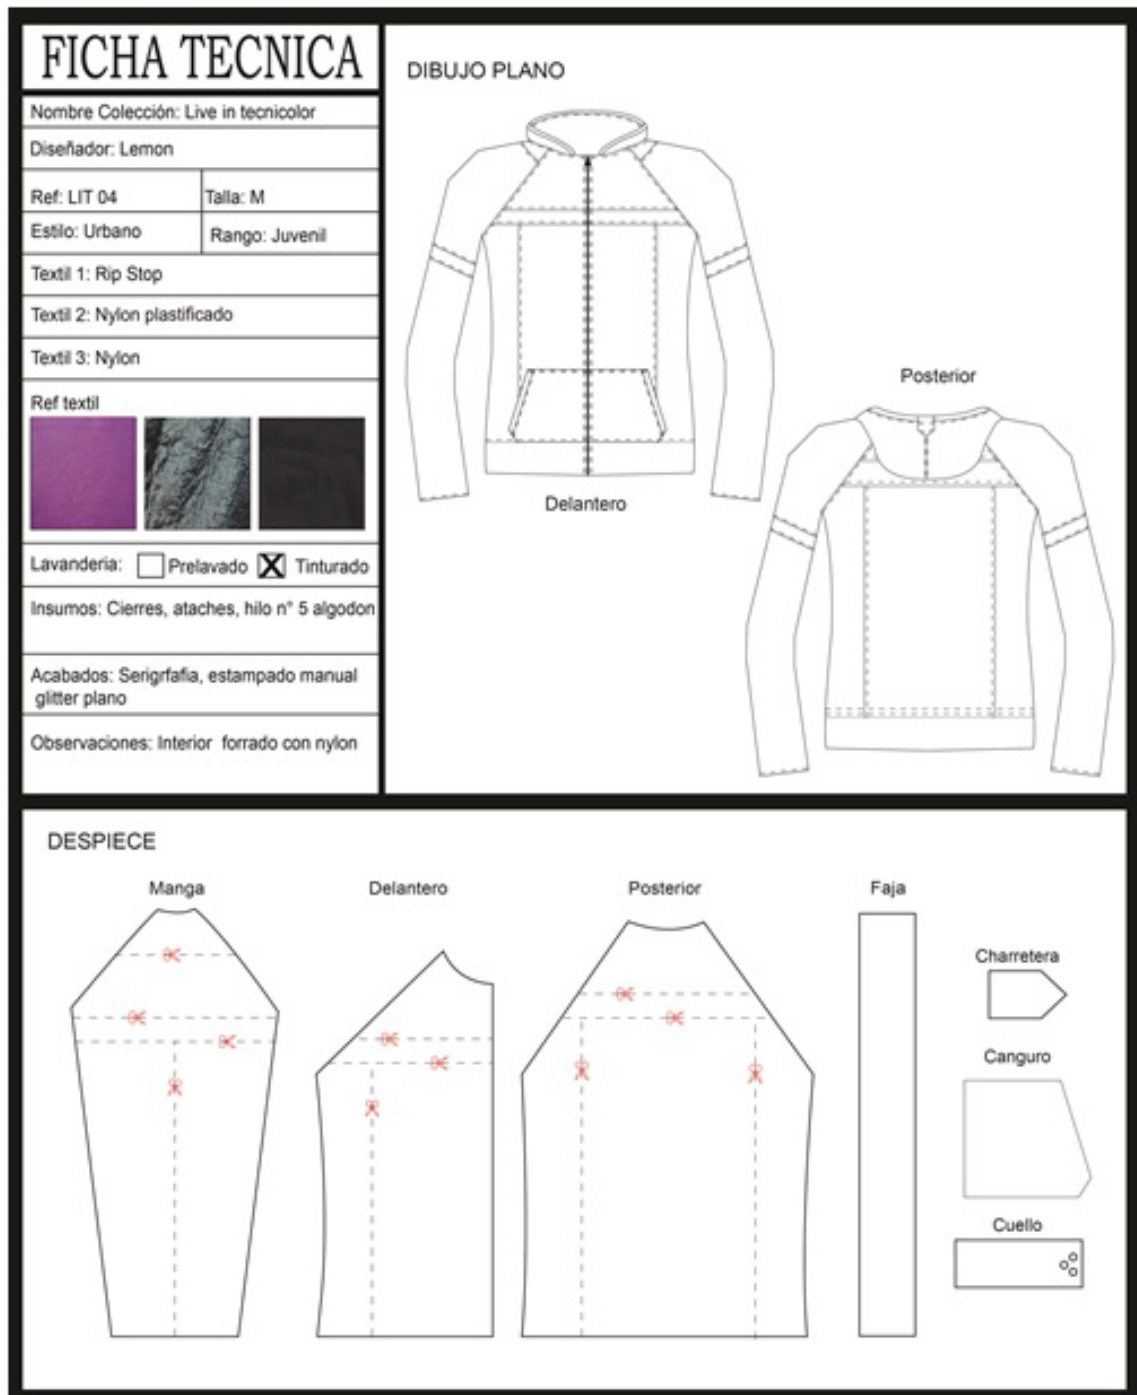 FICHA TECNICA
Nombre Colección: Live in tecnicolor
Diseñador: Lemon
Ref: LIT 04
Talla: M
Estilo: Urbano
Rango: Juvenil
Textil 1: Rip Stop
Textil 2: Nylon plastificado
Textil 3: Nylon
Ref textil
Lavanderia: Prelavado X Tinturado
Insumos: Cierres, ataches, hilo n° 5 algodon
Acabados: Serigrfafia, estampado manual
glitter plano
Observaciones: Interior forrado con nylon
DIBUJO PLANO
Delantero
Posterior
DESPIECE
Manga
Delantero
Posterior
Faja
Charretera
Canguro
Cuello